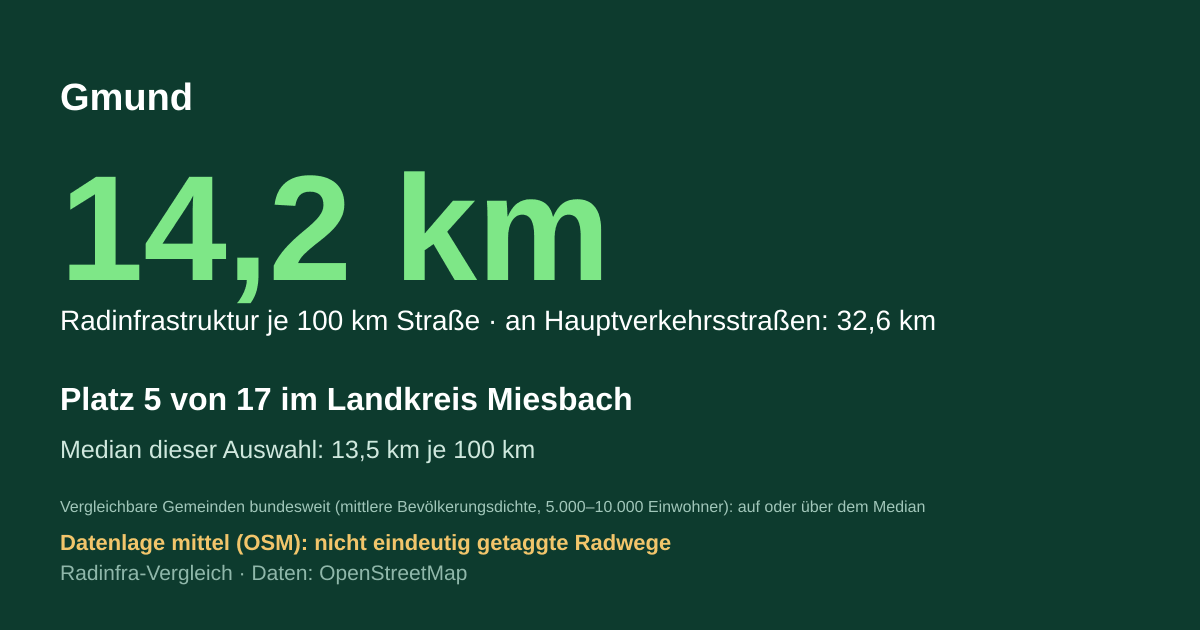 Gmund
14,2 km
Radinfrastruktur je 100 km Straße · an Hauptverkehrsstraßen: 32,6 km
Platz 5 von 17 im Landkreis Miesbach
Median dieser Auswahl: 13,5 km je 100 km
Vergleichbare Gemeinden bundesweit (mittlere Bevölkerungsdichte, 5.000–10.000 Einwohner): auf oder über dem Median
Datenlage mittel (OSM): nicht eindeutig getaggte Radwege
Radinfra-Vergleich · Daten: OpenStreetMap